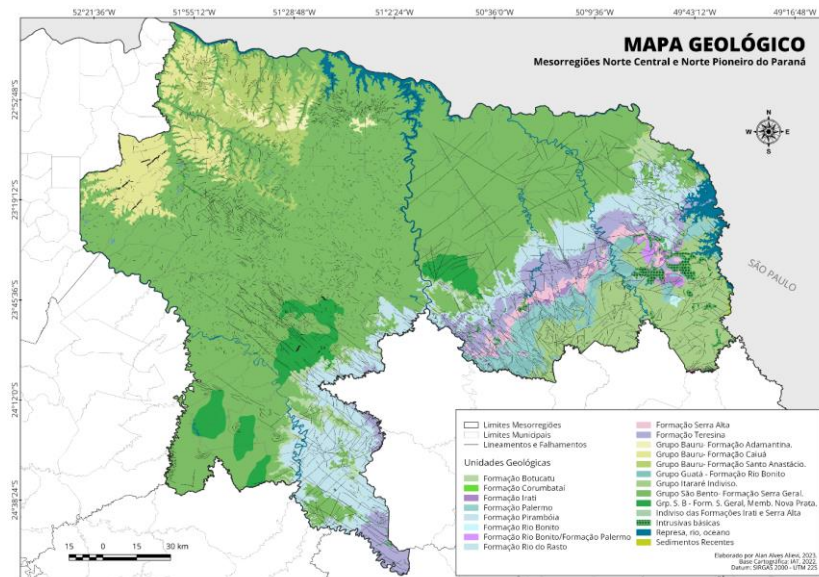 52°21'36"W 51°55'12"W 51°28'48"W 51°2'24"W 50°36'0"W 50°9'36"W 49°43'12"W 49°16'48"W
MAPA GEOLÓGICO
Mesorregiões Norte Central e Norte Pioneiro do Paraná
22°52'48"S
N
W E
S
23°19'12"S
SÃO PAULO
23°45'36"S
24°12'0"S
24°38'24"S
Limites Mesorregiões
Limites Municipais
Lineamentos e Falhamentos
Unidades Geológicas
Formação Botucatu
Formação Corumbataí
Formação Irati
Formação Palermo
Formação Pirambóia
Formação Rio Bonito
Formação Rio Bonito/Formação Palermo
Formação Rio do Rasto
Formação Serra Alta
Formação Teresina
Grupo Bauru- Formação Adamantina.
Grupo Bauru- Formação Caiuá
Grupo Bauru- Formação Santo Anastácio.
Grupo Guatá - Formação Rio Bonito
Grupo Itararé Indiviso.
Grupo São Bento- Formação Serra Geral.
Grp. S. B - Form. S. Geral, Memb. Nova Prata.
Indiviso das Formações Irati e Serra Alta
Intrusivas básicas
Represa, rio, oceano
Sedimentos Recentes
15 0 15 30 km
Elaborado por Alan Alves Alievi, 2023.
Base Cartográfica: IAT, 2022.
Datum: SIRGAS 2000 - UTM 22S